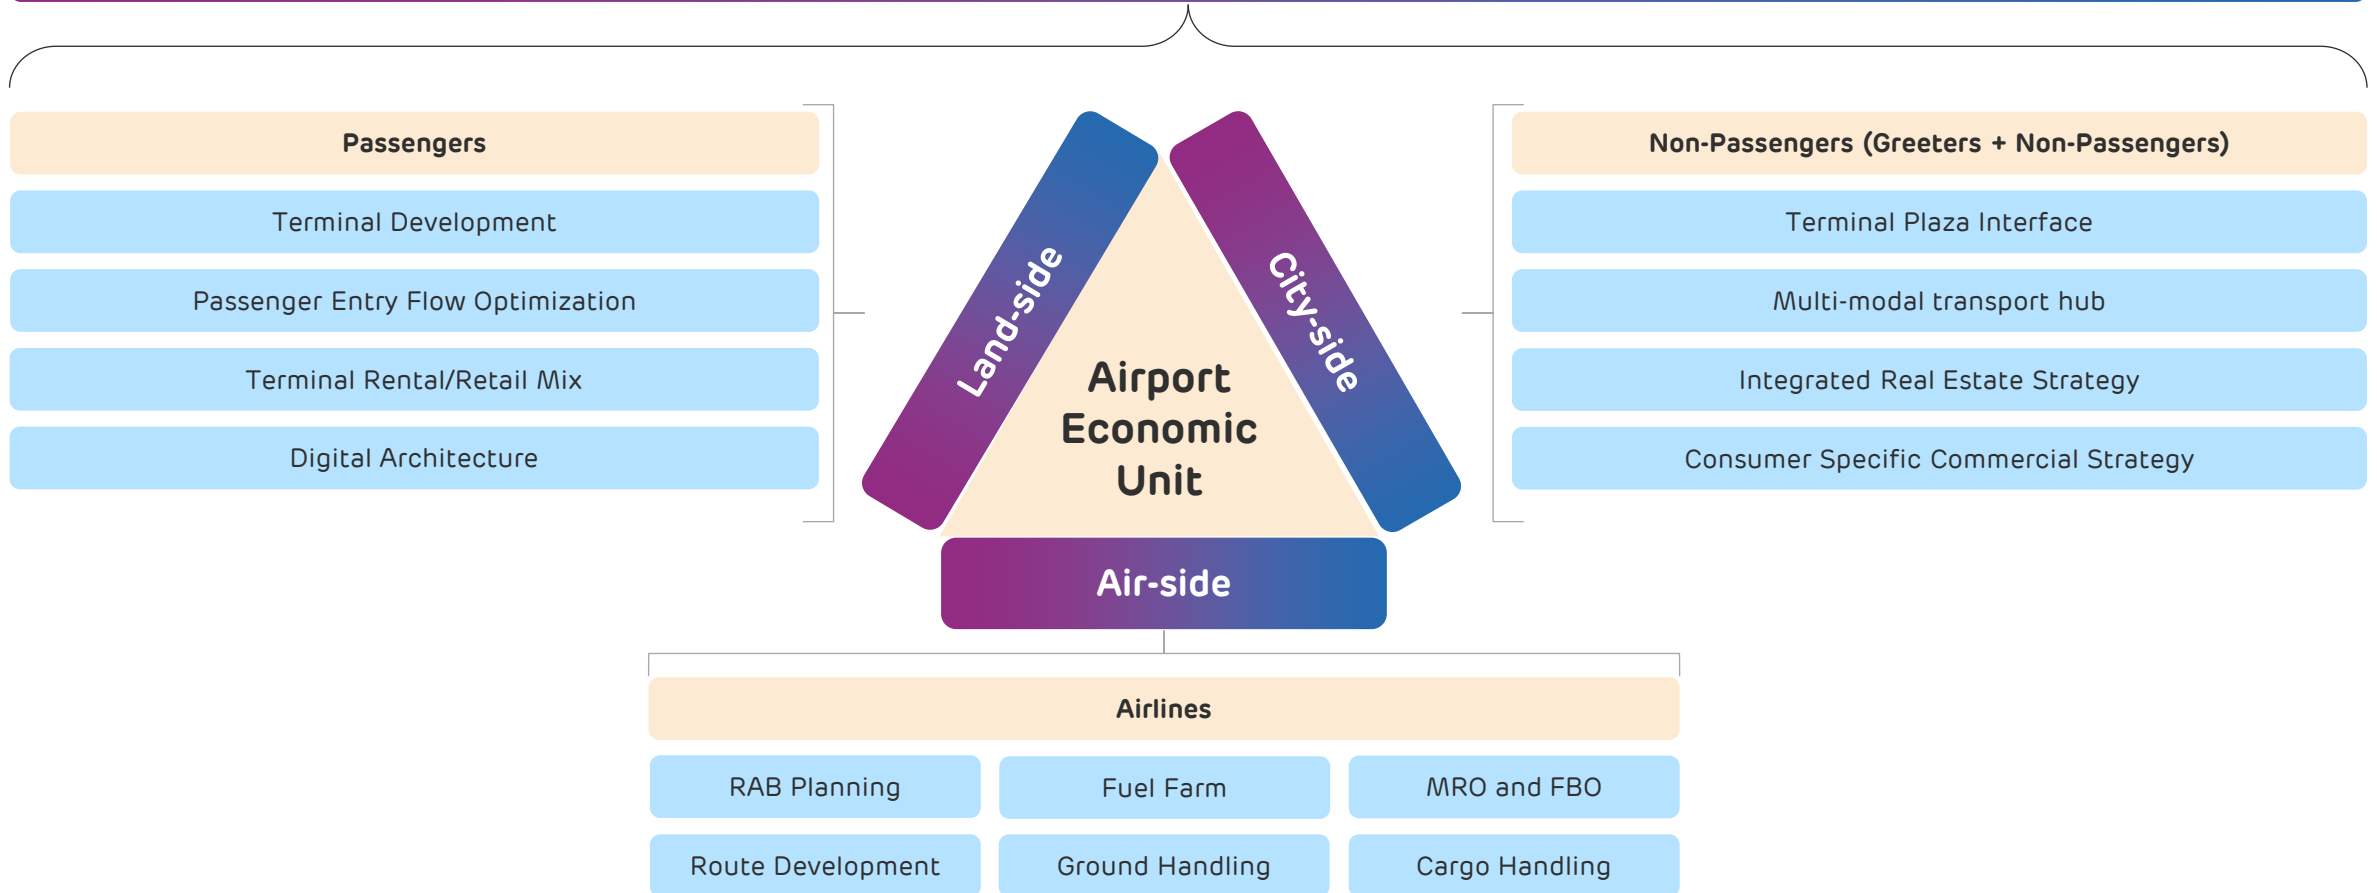 Passengers
Terminal Development
Passenger Entry Flow Optimization
Terminal Rental/Retail Mix
Digital Architecture
Land-side
City-side
Airport
Economic
Unit
Air-side
Non-Passengers (Greeters + Non-Passengers)
Terminal Plaza Interface
Multi-modal transport hub
Integrated Real Estate Strategy
Consumer Specific Commercial Strategy
Airlines
RAB Planning
Fuel Farm
MRO and FBO
Route Development
Ground Handling
Cargo Handling